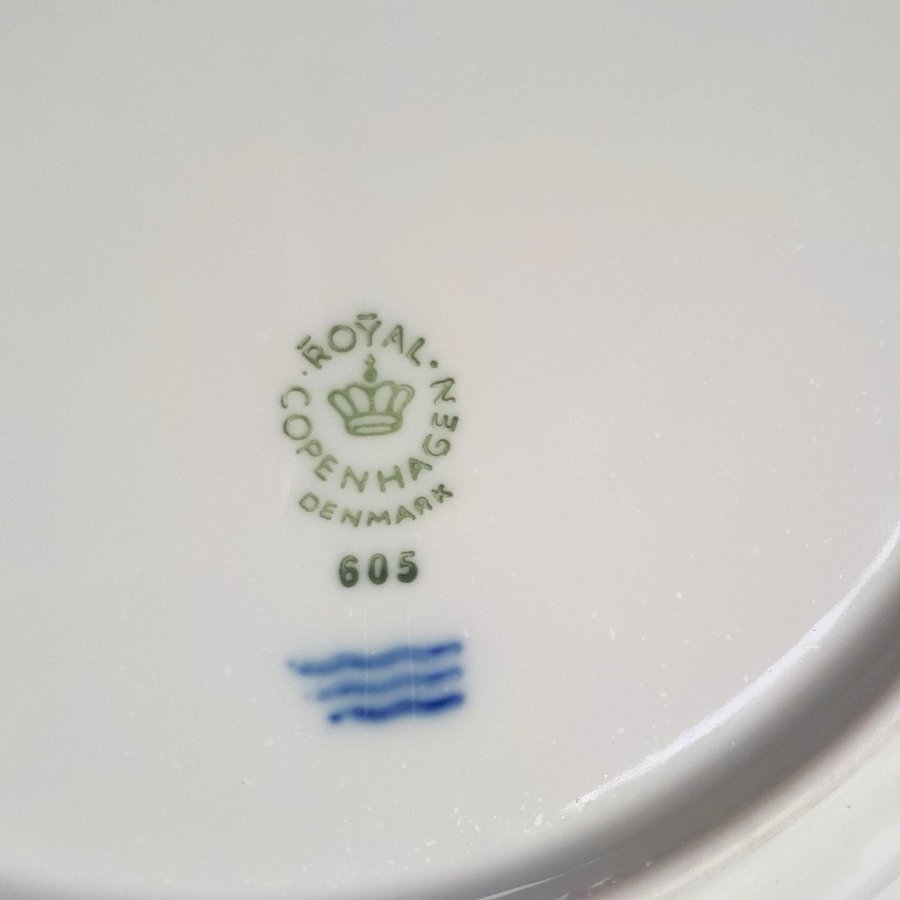 ROYAL
COPENHAGEN
DENMARK
605